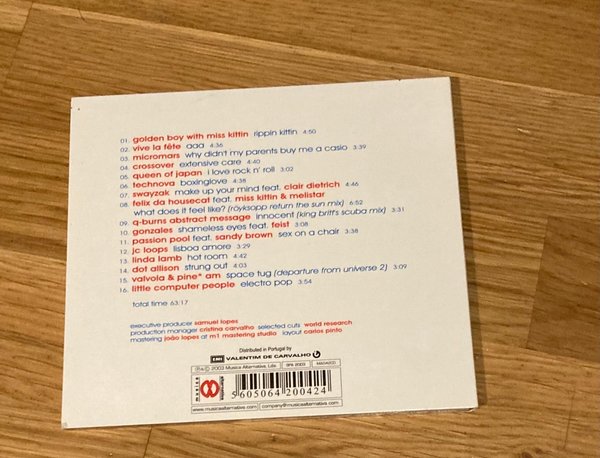 01. golden boy with miss kittin rippin kittin 4:50
02. vive la fête aaa 4:36
03. micromars why didn't my parents buy me a casio 3:39
04. crossover extensive care 4:40
05. queen of japan i love rock n' roll 3:02
06. technova boxinglove 4:38
07. swayzak make up your mind feat. clair dietrich 4:46
08. felix da housecat feat. miss kittin & melistar
what does it feel like? (röyksopp return the sun mix) 6:52
09. q-burns abstract message innocent (king britt's scuba mix) 3:31
10. gonzales shameless eyes feat. feist 3:08
11. passion pool feat. sandy brown sex on a chair 3:38
12. jc loops lisboa amore 3:29
13. linda lamb hot room 4:42
14. dot allison strung out 4:03
15. valvola & pine* am space tug (departure from universe 2) 3:09
16. little computer people electro pop 3:54
total time 63:17
executive producer samuel lopes
production manager cristina carvalho selected cuts world research
mastering joão lopes at m1 mastering studio layout carlos pinto
Distributed in Portugal by
EMI VALENTIM DE CARVALHO
℗&© 2003 Musica Alternativa, Lda
SPA 2003
musica
5 605064 200424
www.musicaalternativa.com
company@musicaalternativa.com